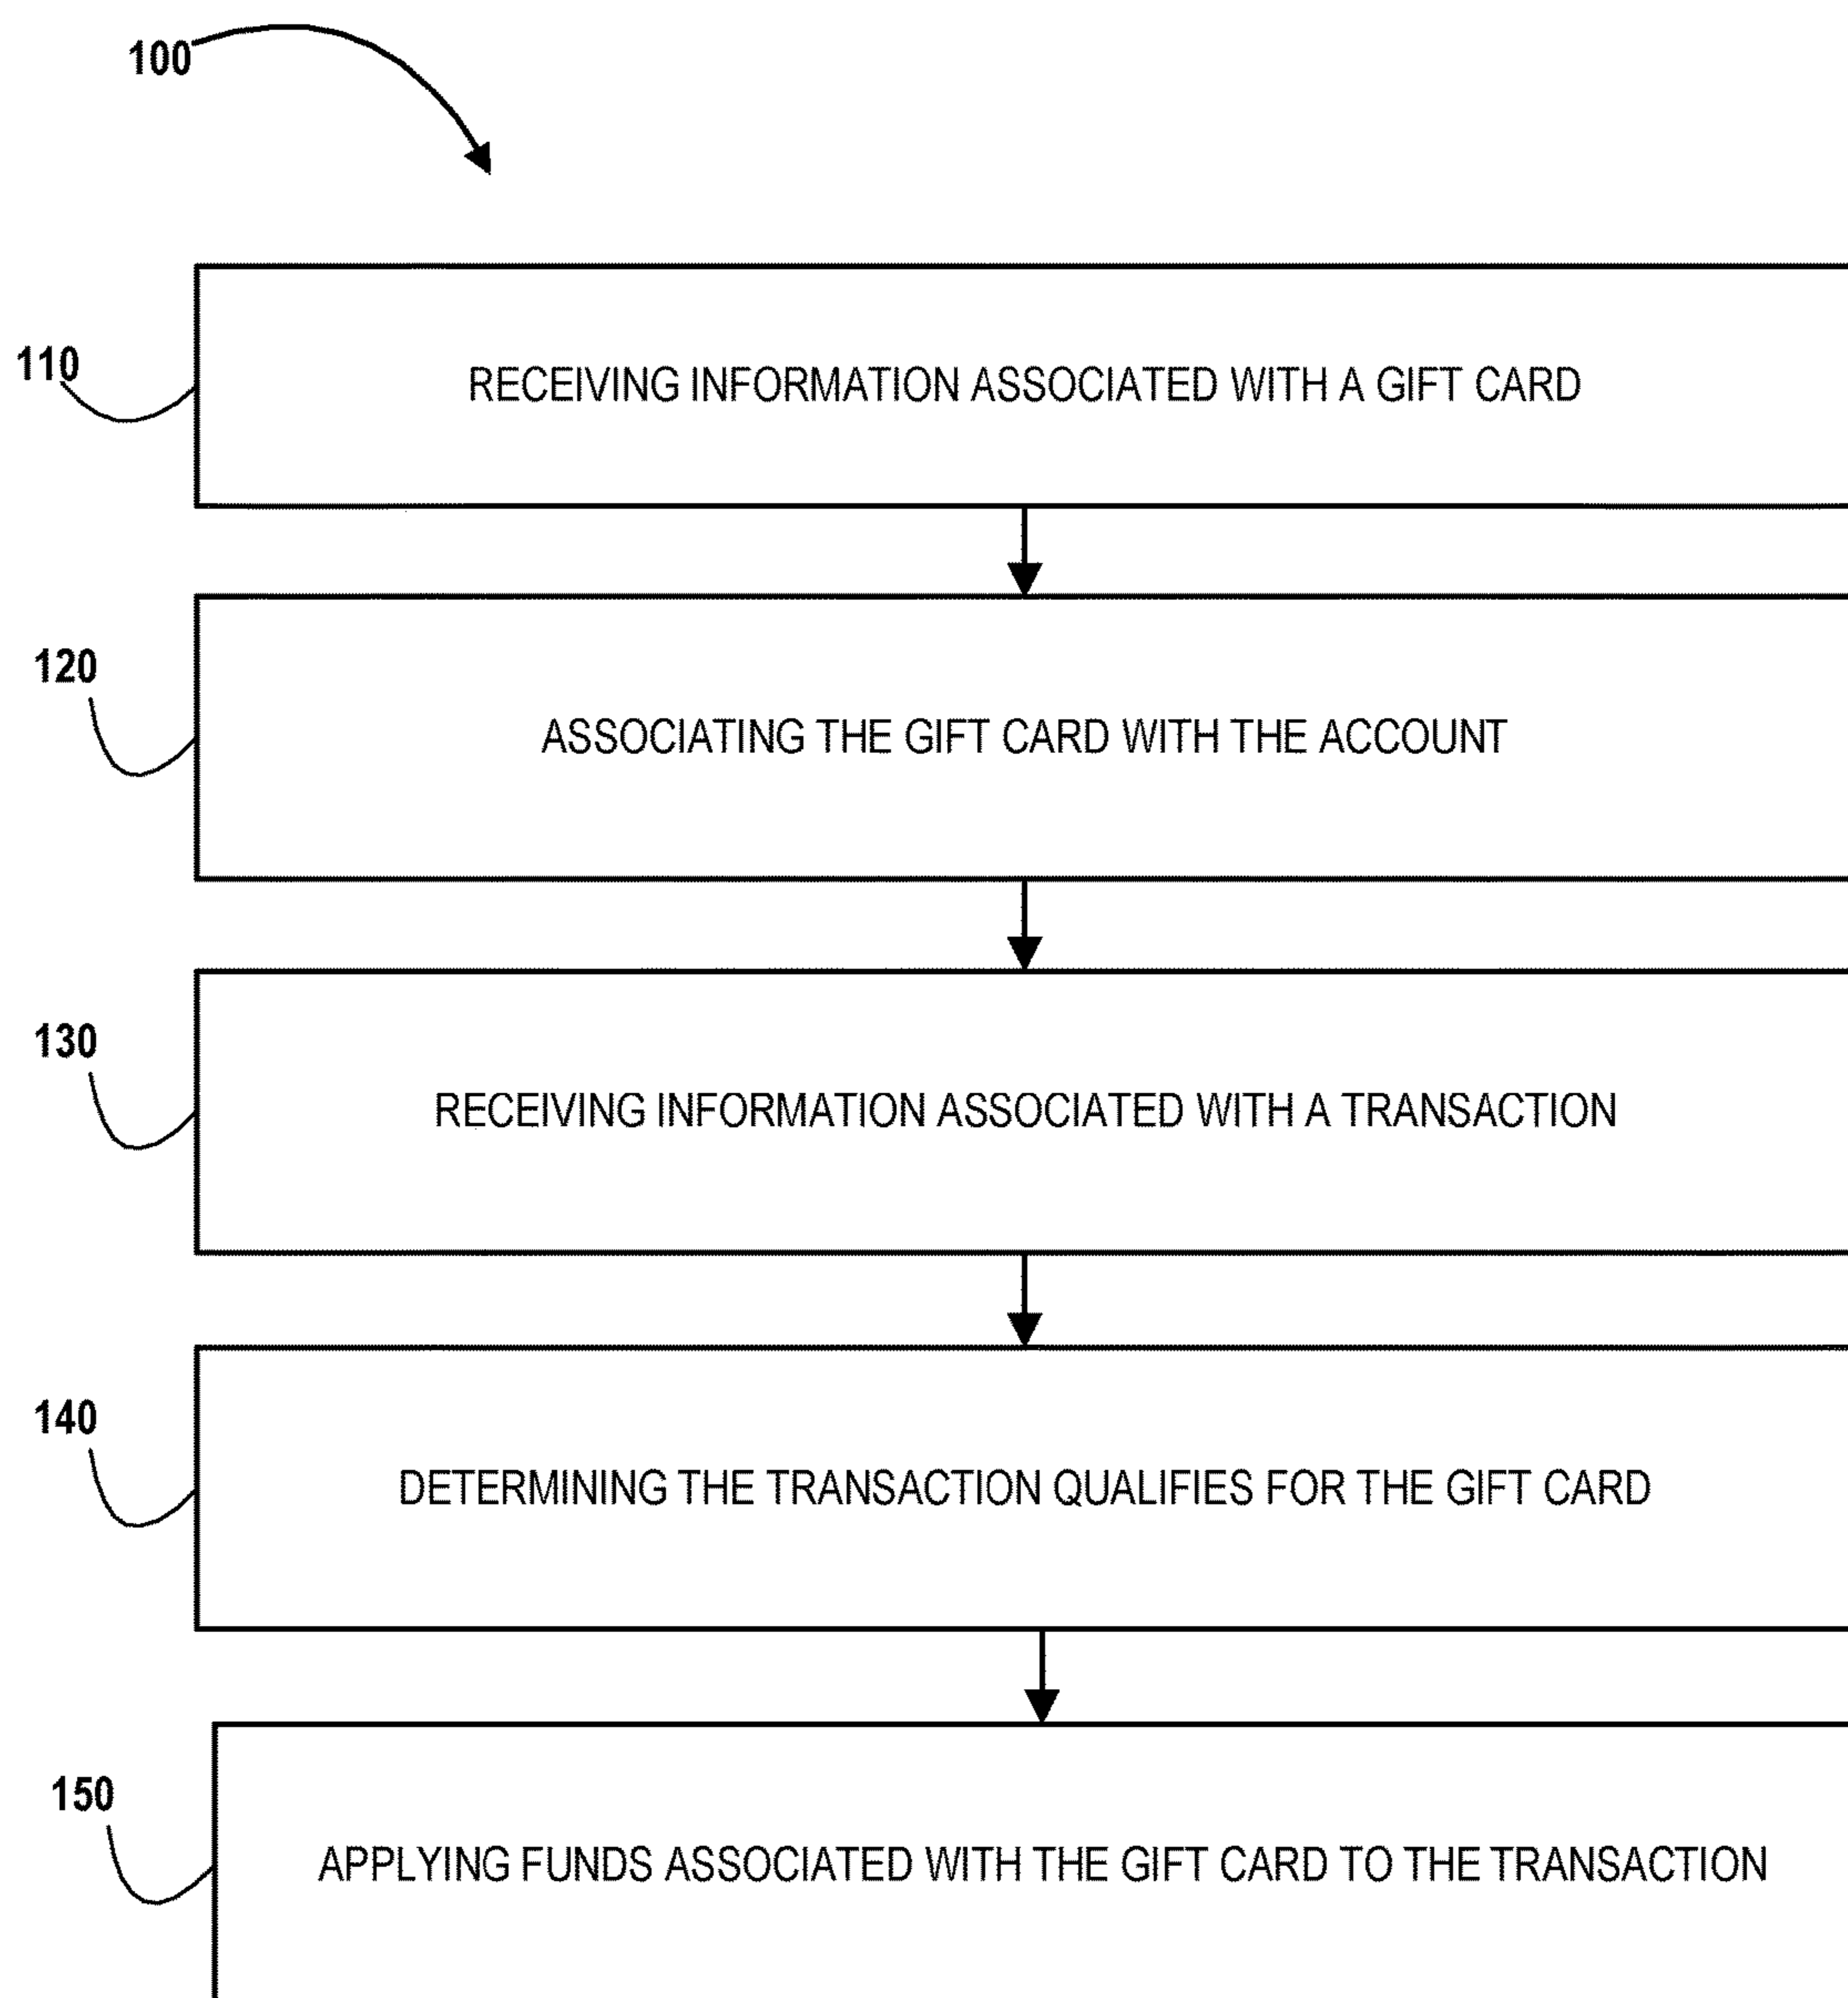 100
110
RECEIVING INFORMATION ASSOCIATED WITH A GIFT CARD
120
ASSOCIATING THE GIFT CARD WITH THE ACCOUNT
130
RECEIVING INFORMATION ASSOCIATED WITH A TRANSACTION
140
DETERMINING THE TRANSACTION QUALIFIES FOR THE GIFT CARD
150
APPLYING FUNDS ASSOCIATED WITH THE GIFT CARD TO THE TRANSACTION